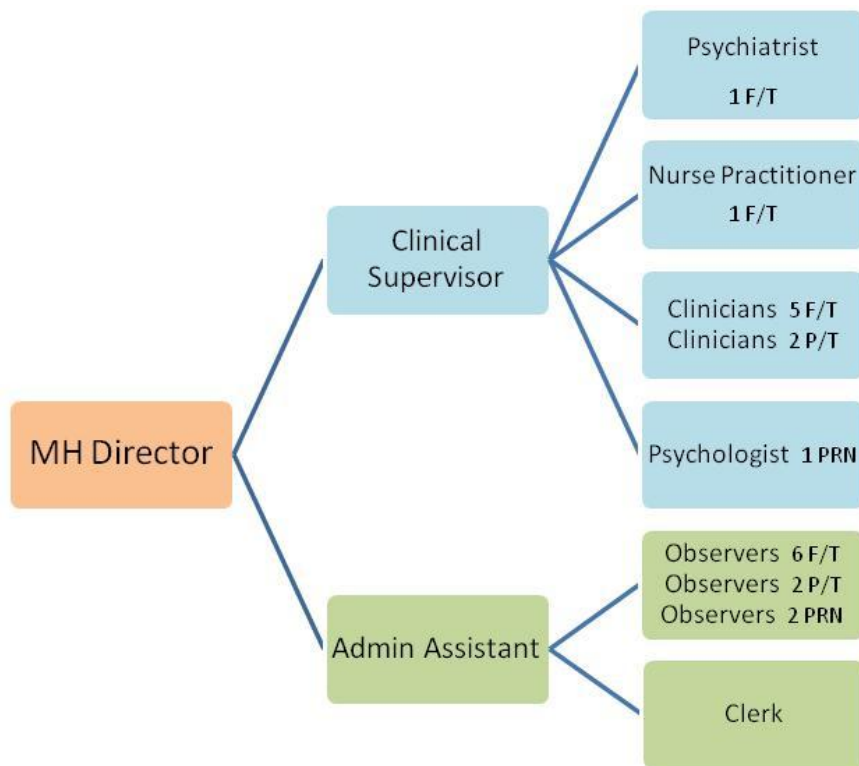 Psychiatrist
1 F/T
Nurse Practitioner
1 F/T
Clinical
Supervisor
Clinicians 5 F/T
Clinicians 2 P/T
MH Director
Psychologist 1 PRN
Observers 6 F/T
Observers 2 P/T
Observers 2 PRN
Admin Assistant
Clerk